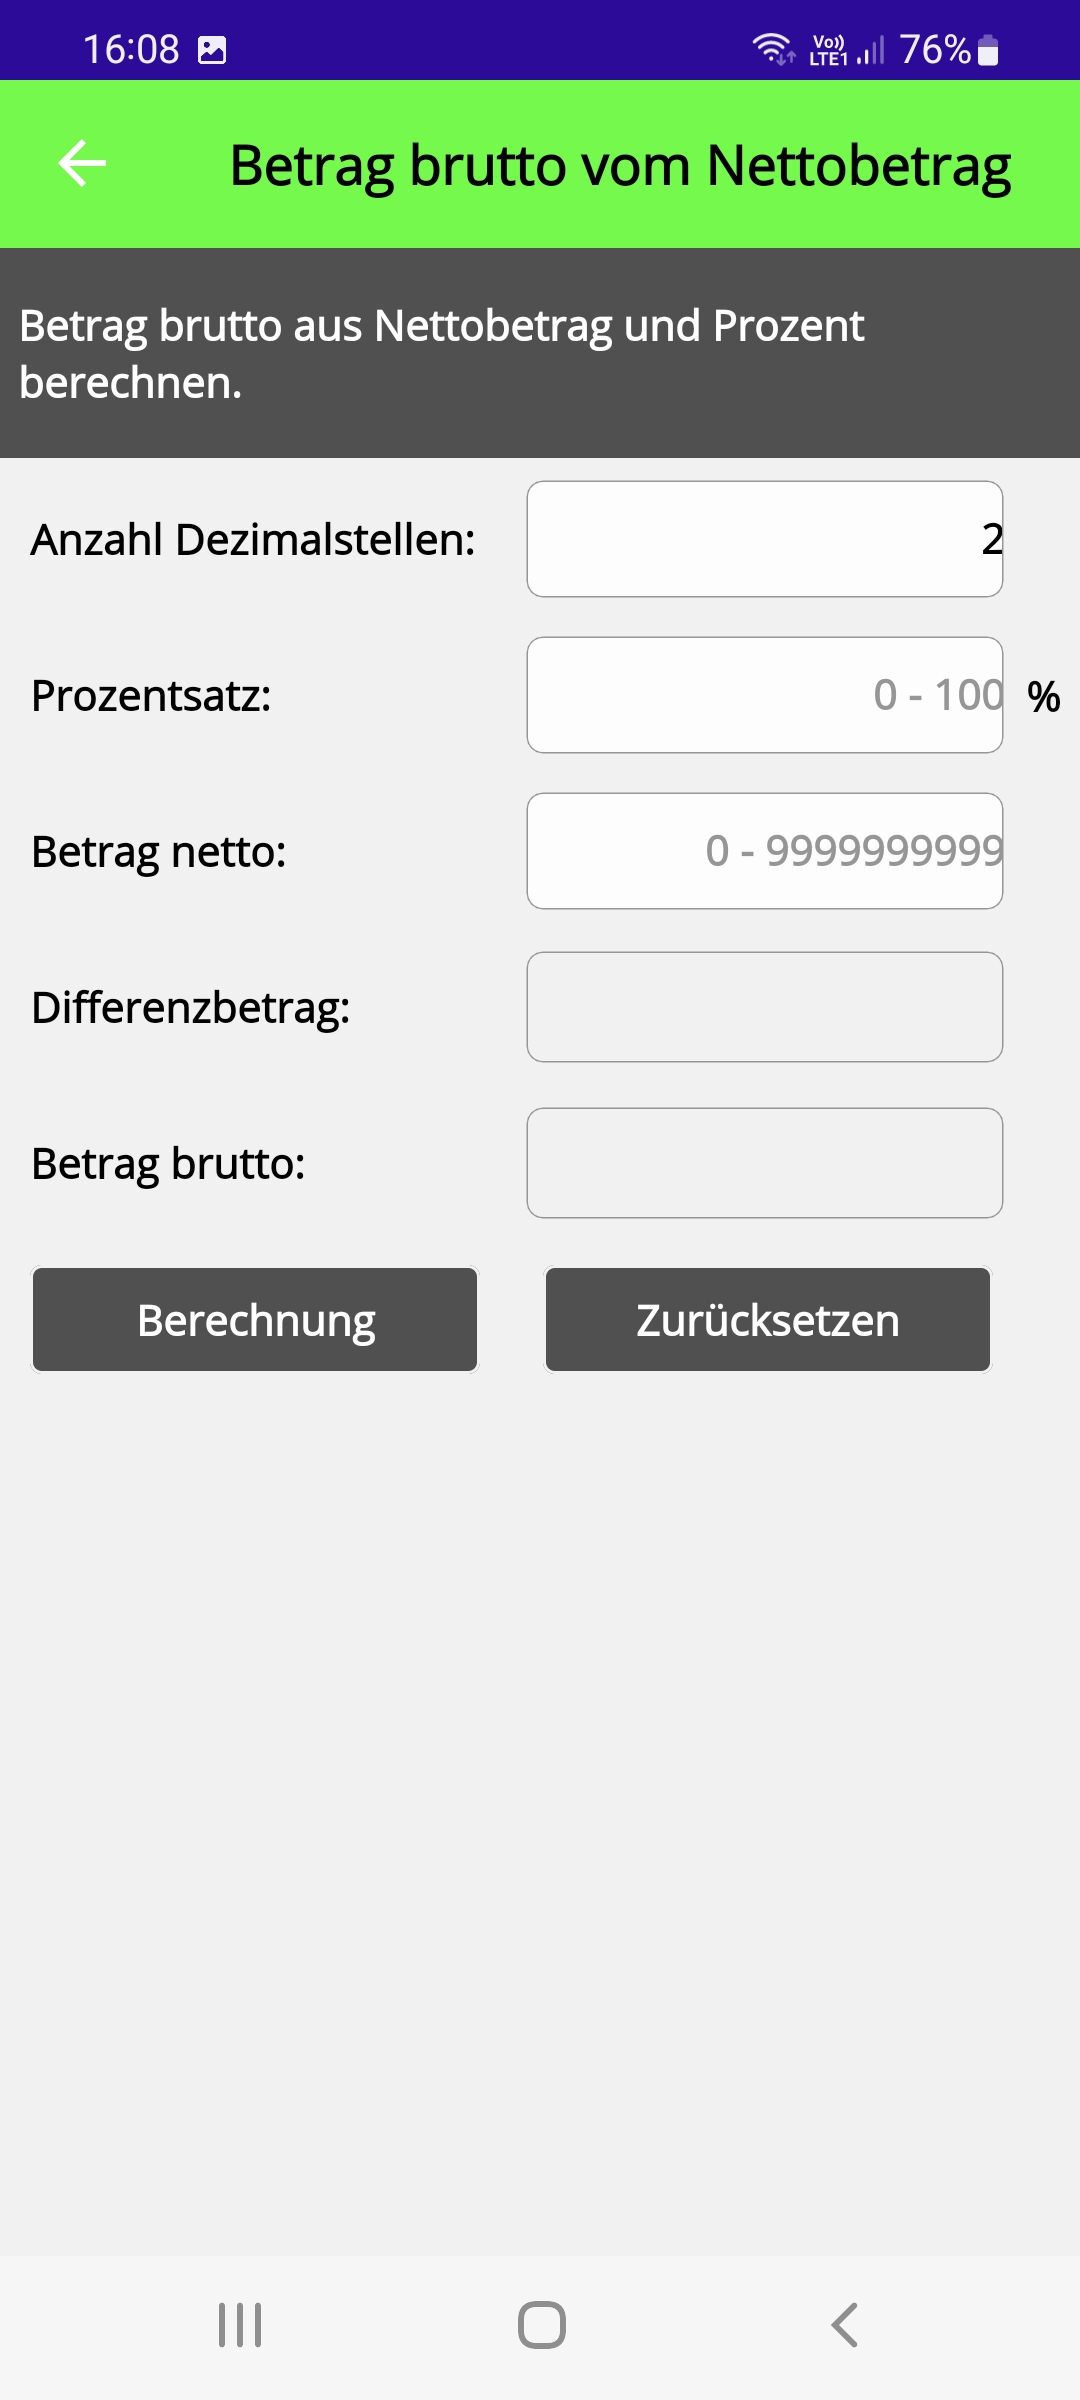 16:08
Vo)) LTE1 76%
Betrag brutto vom Nettobetrag
Betrag brutto aus Nettobetrag und Prozent
berechnen.
Anzahl Dezimalstellen: 2
Prozentsatz: 0 - 100 %
Betrag netto: 0 - 9999999999
Differenzbetrag:
Betrag brutto:
Berechnung Zurücksetzen